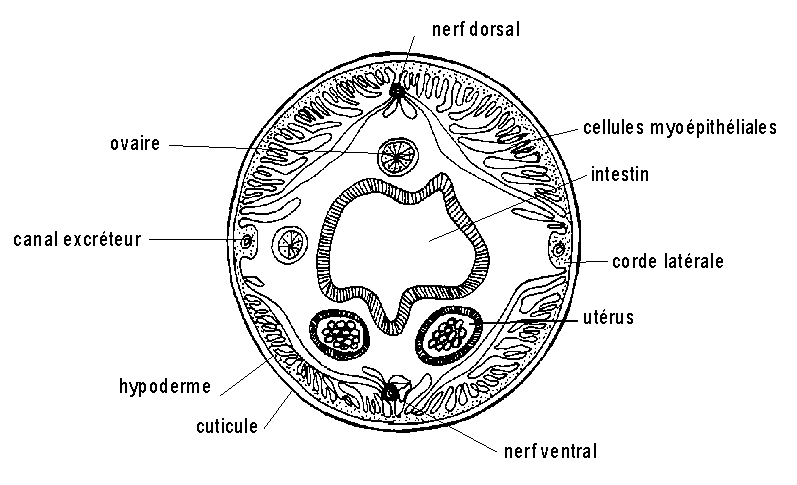 nerf dorsal
cellules myoépithéliales
ovaire
intestin
canal excréteur
corde latérale
utérus
hypoderme
cuticule
nerf ventral